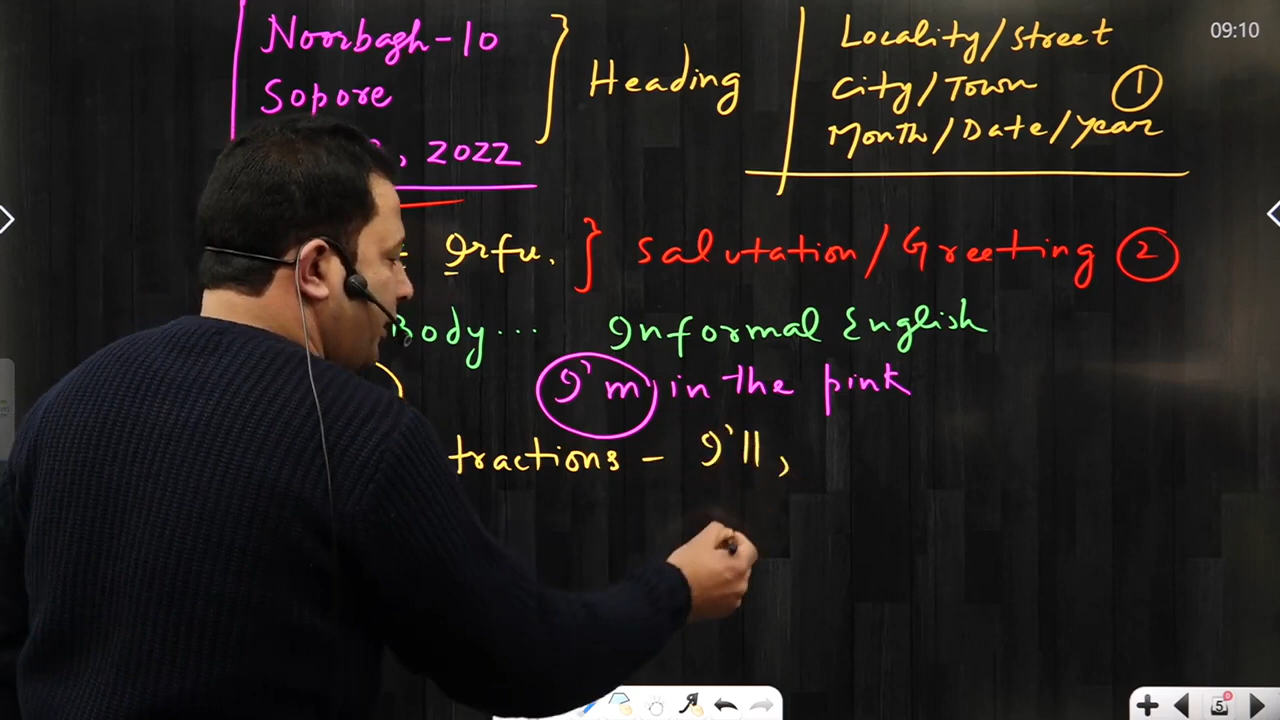 Noorbagh-10
Sopore
, 2022
} Heading
Locality/street
City/Town
Month/Date/year
1
Irfu.
} Salutation/Greeting 2
Body... Informal English
I'm in the pink
tractions - I'll,
09:10
5